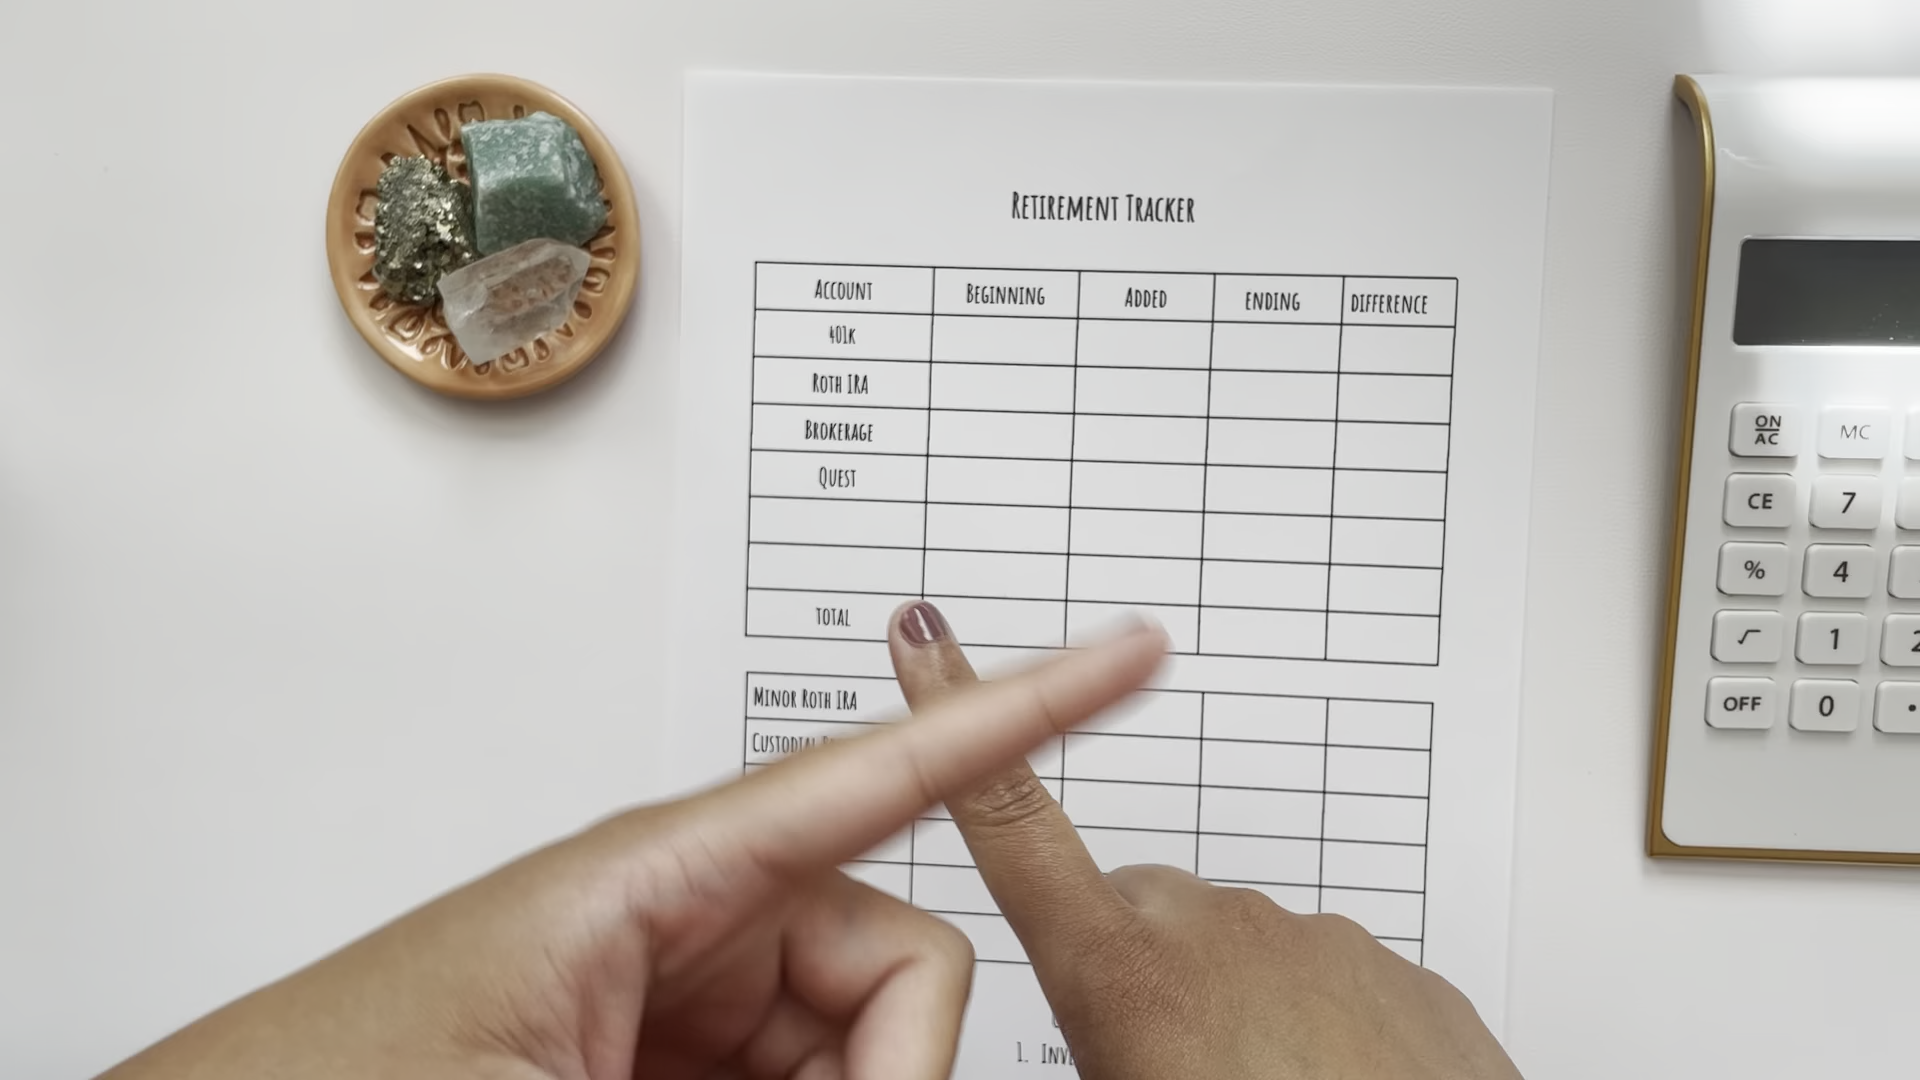 Retirement Tracker
Account Beginning Added Ending Difference
401k
Roth IRA
Brokerage
Quest
Total
Minor Roth IRA
Custodial
1.
ON
AC
MC
CE
7
%
4
√
1
2
OFF
0
.